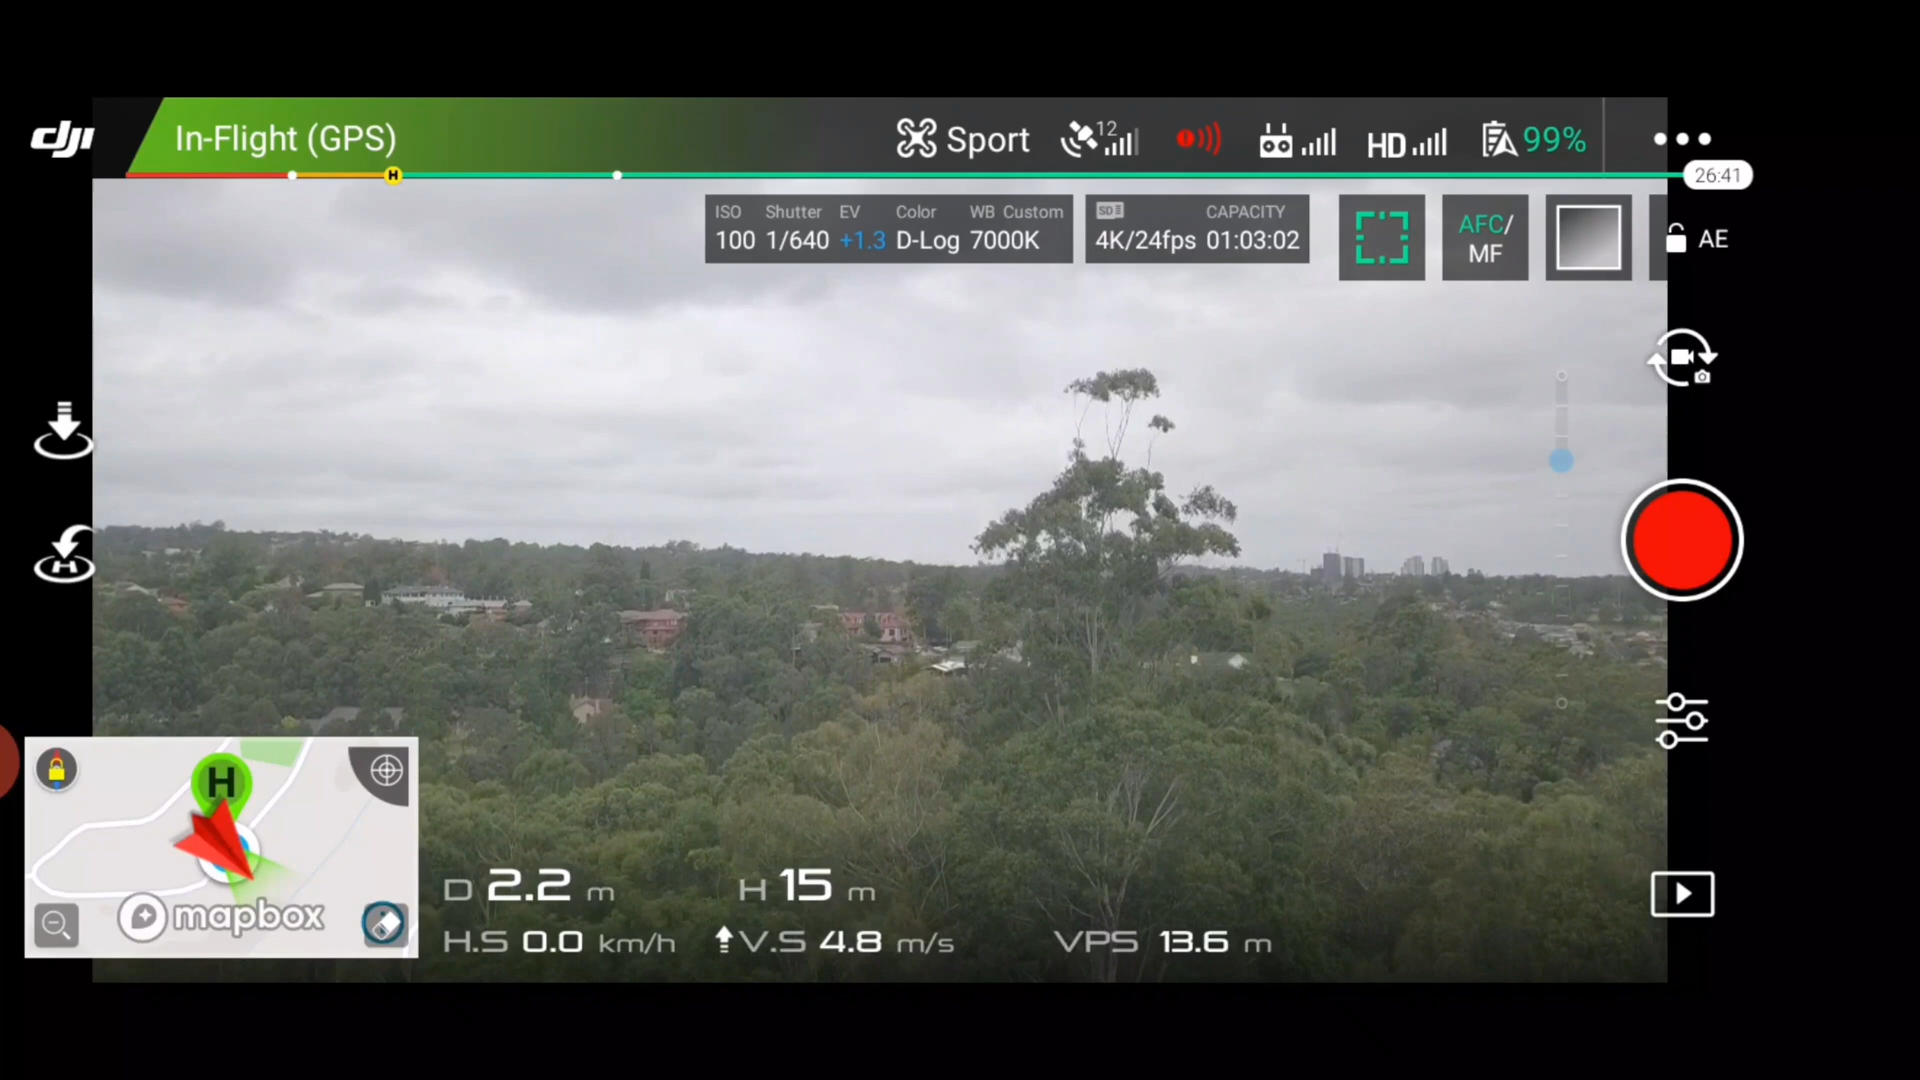 dji
In-Flight (GPS)
Sport
12
HD
99%
H
26:41
ISO Shutter EV Color WB Custom
100 1/640 +1.3 D-Log 7000K
SD CAPACITY
4K/24fps 01:03:02
AFC/
MF
AE
H
H
mapbox
D 2.2 m H 15 m
H.S 0.0 km/h V.S 4.8 m/s VPS 13.6 m